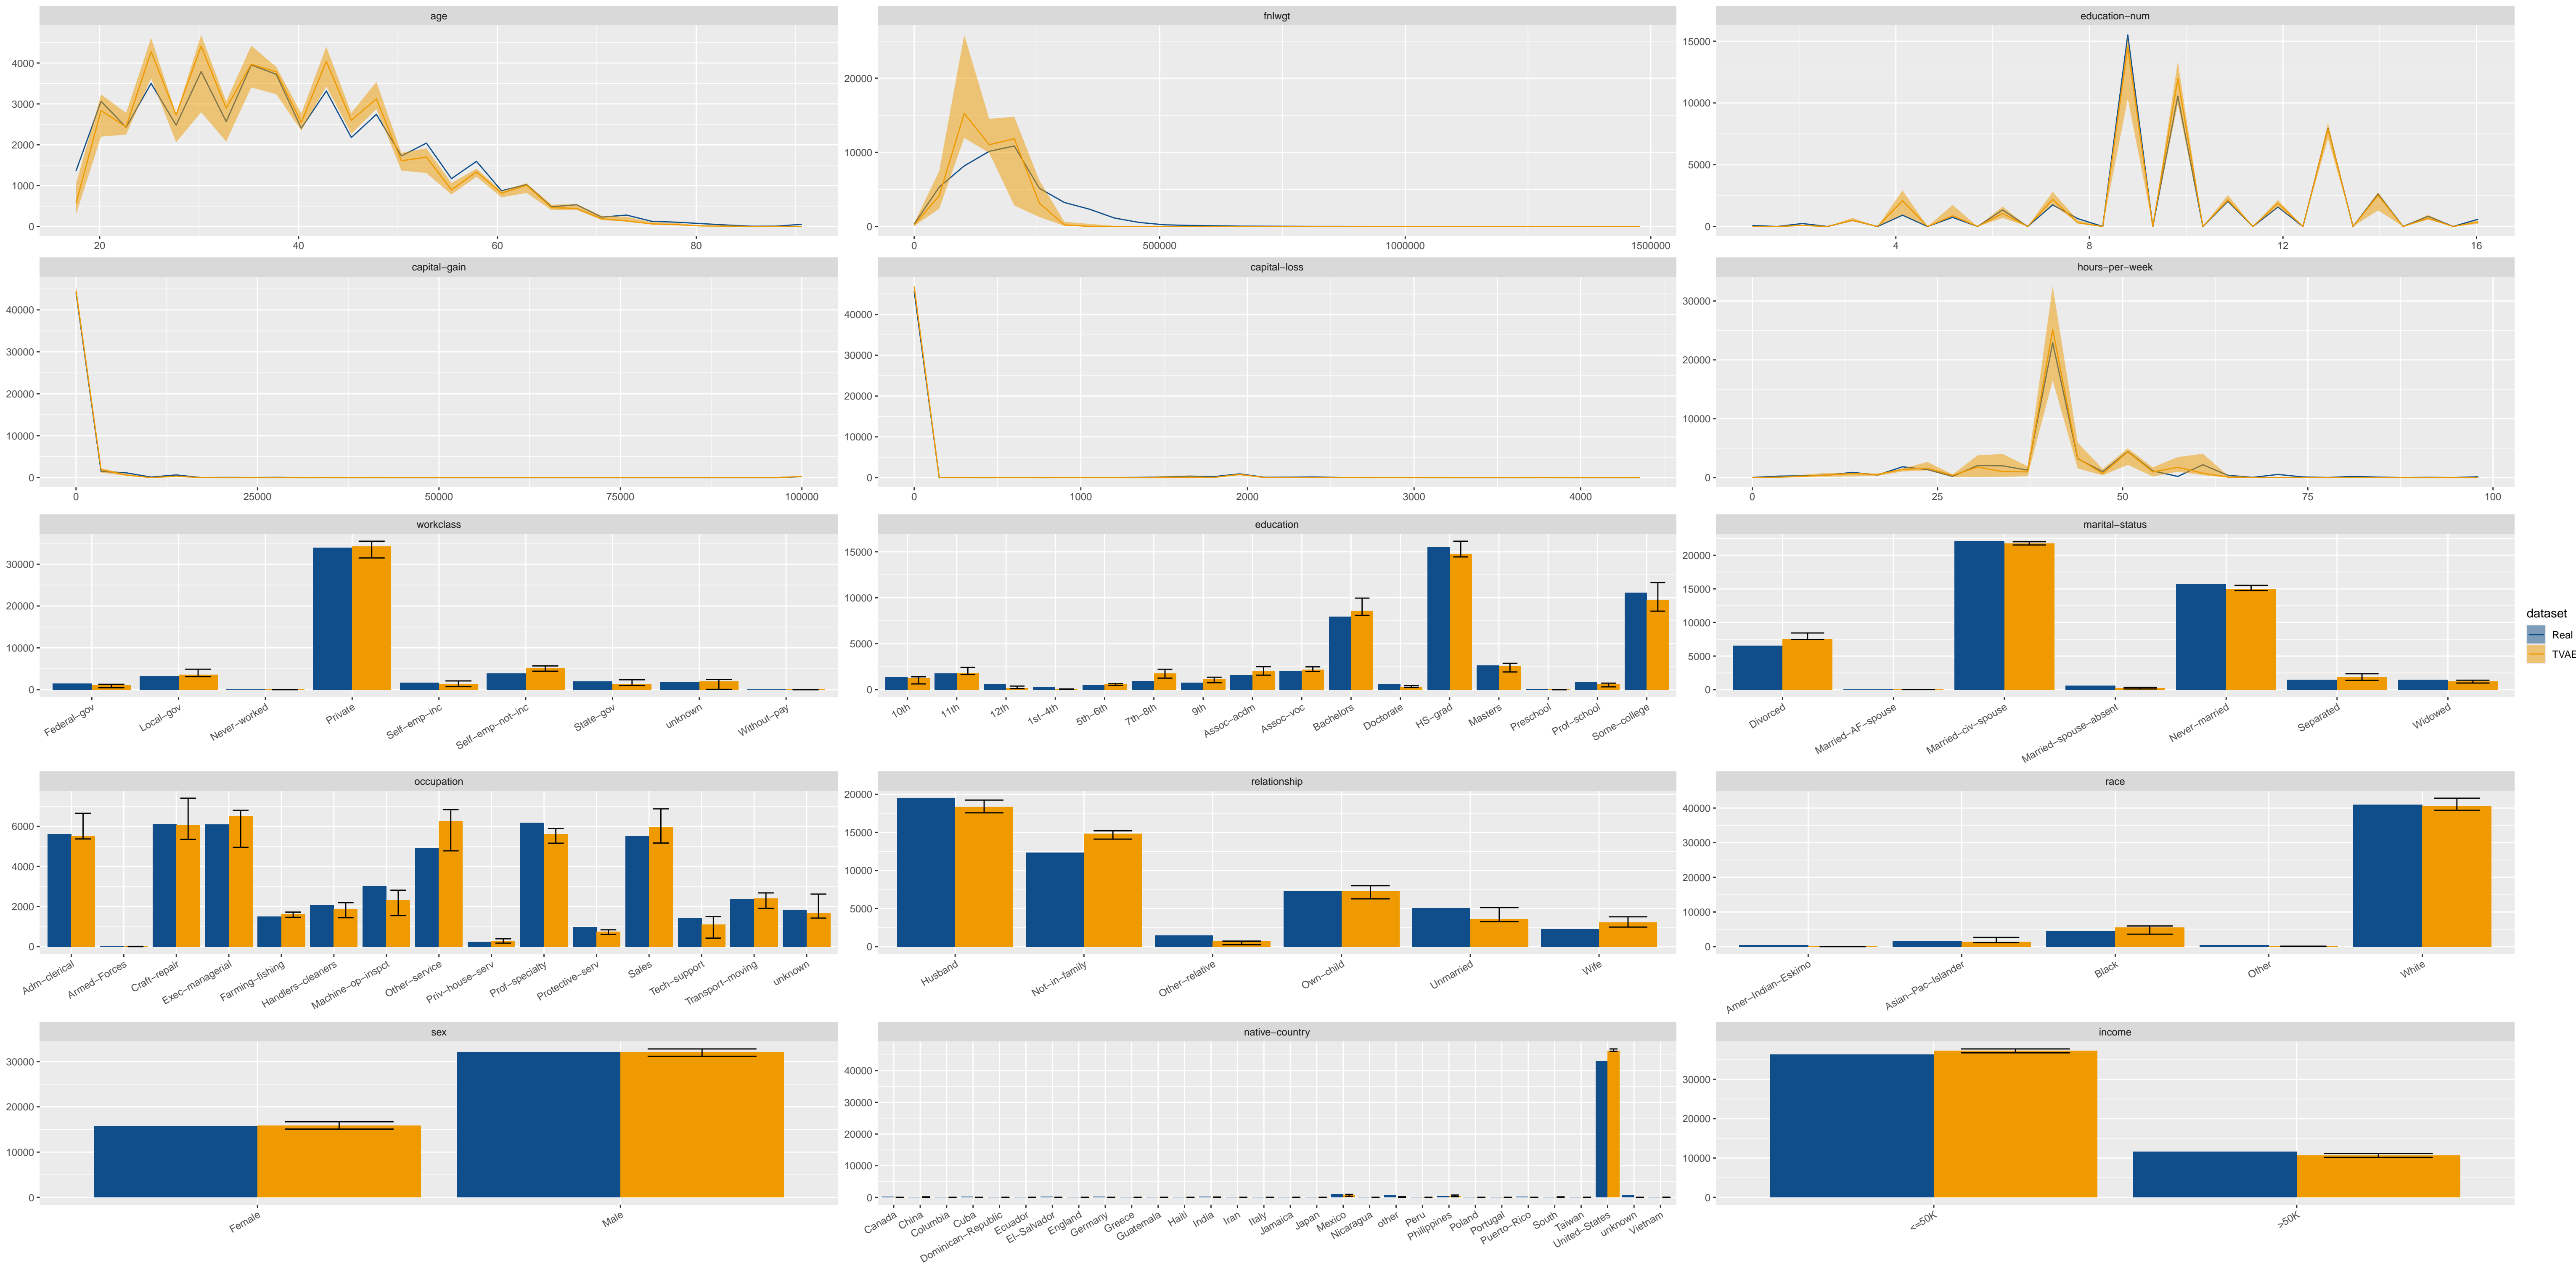 age
0
1000
2000
3000
4000
20
40
60
80
fnlwgt
0
10000
20000
0
500000
1000000
1500000
education−num
0
5000
10000
15000
4
8
12
16
capital−gain
0
10000
20000
30000
40000
0
25000
50000
75000
100000
capital−loss
0
10000
20000
30000
40000
0
1000
2000
3000
4000
hours−per−week
0
10000
20000
30000
0
25
50
75
100
workclass
0
10000
20000
30000
Federal−gov
Local−gov
Never−worked
Private
Self−emp−inc
Self−emp−not−inc
State−gov
unknown
Without−pay
education
0
5000
10000
15000
10th
11th
12th
1st−4th
5th−6th
7th−8th
9th
Assoc−acdm
Assoc−voc
Bachelors
Doctorate
HS−grad
Masters
Preschool
Prof−school
Some−college
marital−status
0
5000
10000
15000
20000
Divorced
Married−AF−spouse
Married−civ−spouse
Married−spouse−absent
Never−married
Separated
Widowed
dataset
Real
TVAE
occupation
0
2000
4000
6000
Adm−clerical
Armed−Forces
Craft−repair
Exec−managerial
Farming−fishing
Handlers−cleaners
Machine−op−inspct
Other−service
Priv−house−serv
Prof−specialty
Protective−serv
Sales
Tech−support
Transport−moving
unknown
relationship
0
5000
10000
15000
20000
Husband
Not−in−family
Other−relative
Own−child
Unmarried
Wife
race
0
10000
20000
30000
40000
Amer−Indian−Eskimo
Asian−Pac−Islander
Black
Other
White
sex
0
10000
20000
30000
Female
Male
native−country
0
10000
20000
30000
40000
Canada
China
Columbia
Cuba
Dominican−Republic
Ecuador
El−Salvador
England
Germany
Greece
Guatemala
Haiti
India
Iran
Italy
Jamaica
Japan
Mexico
Nicaragua
other
Peru
Philippines
Poland
Portugal
Puerto−Rico
South
Taiwan
United−States
unknown
Vietnam
income
0
10000
20000
30000
<=50K
>50K